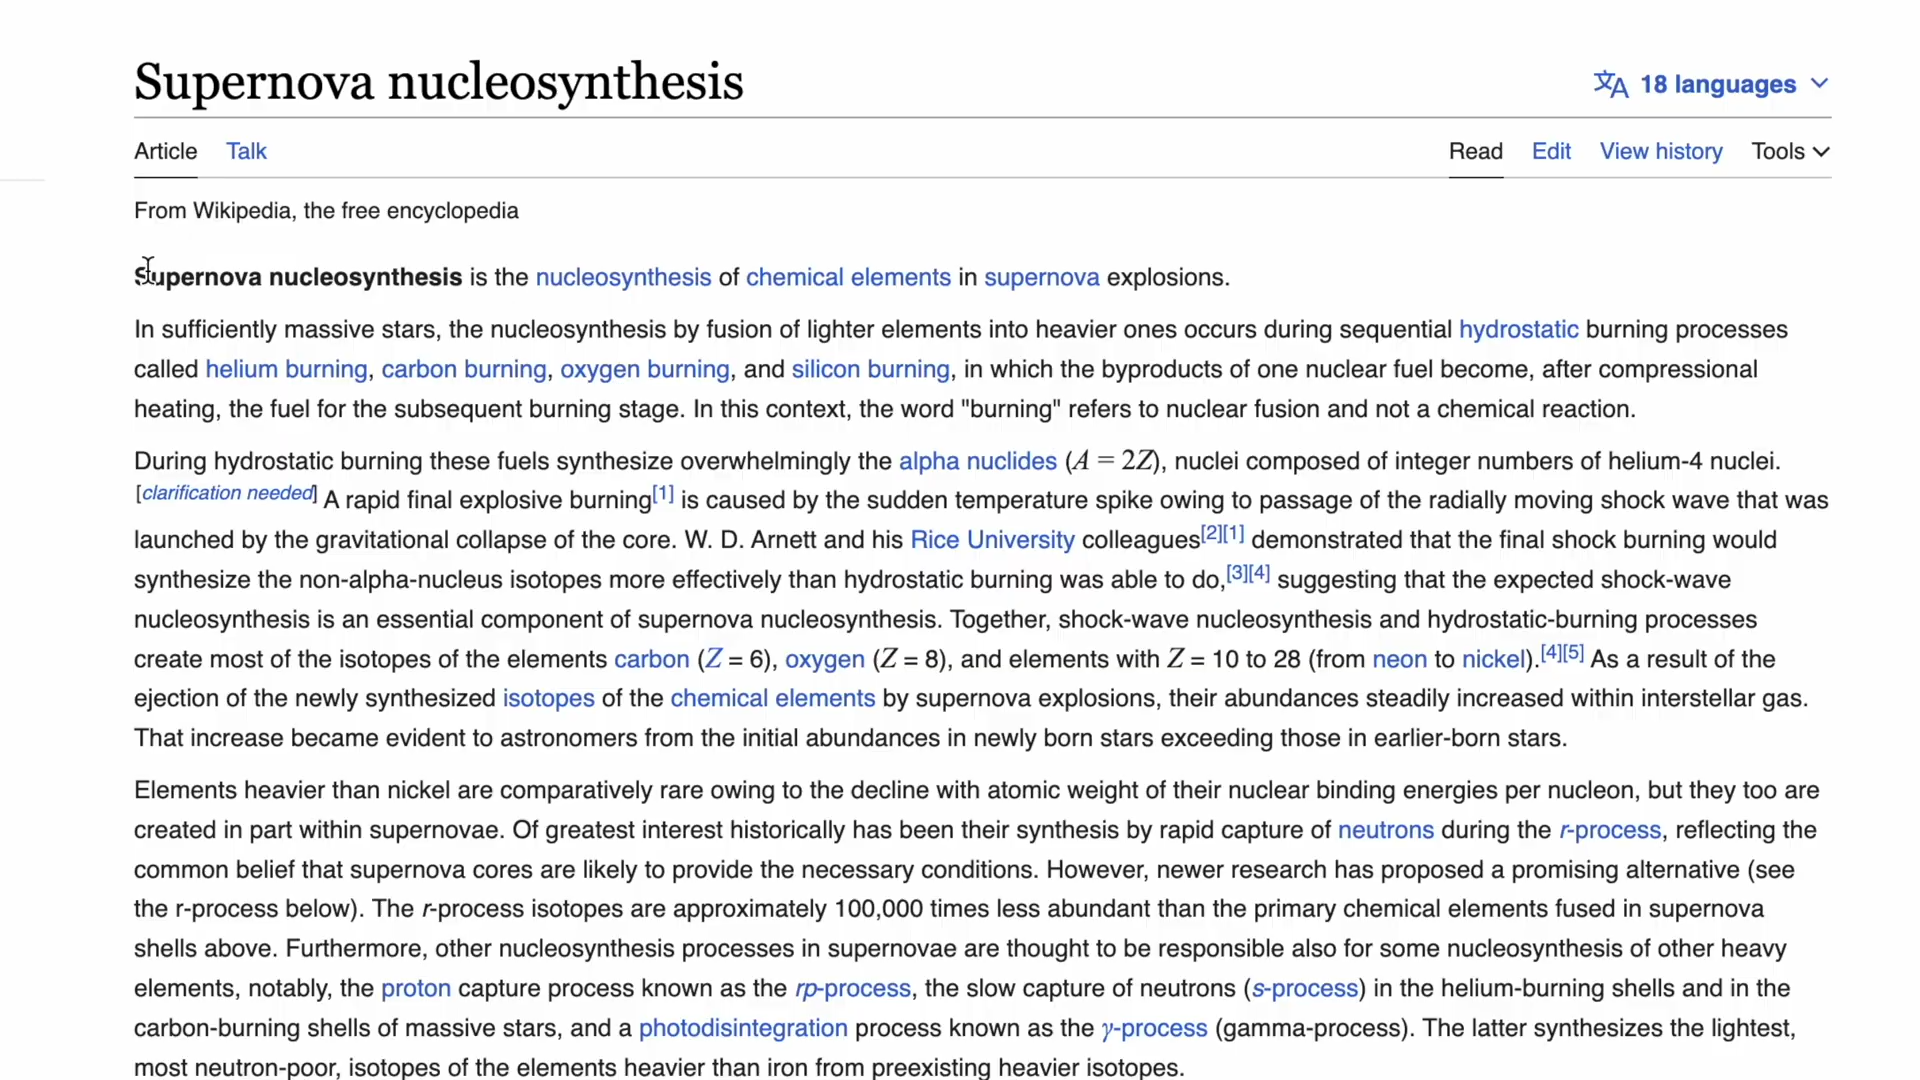 Supernova nucleosynthesis
18 languages
Article Talk
Read Edit View history Tools
From Wikipedia, the free encyclopedia
Supernova nucleosynthesis is the nucleosynthesis of chemical elements in supernova explosions.
In sufficiently massive stars, the nucleosynthesis by fusion of lighter elements into heavier ones occurs during sequential hydrostatic burning processes
called helium burning, carbon burning, oxygen burning, and silicon burning, in which the byproducts of one nuclear fuel become, after compressional
heating, the fuel for the subsequent burning stage. In this context, the word "burning" refers to nuclear fusion and not a chemical reaction.
During hydrostatic burning these fuels synthesize overwhelmingly the alpha nuclides (A = 2Z), nuclei composed of integer numbers of helium-4 nuclei.
[clarification needed] A rapid final explosive burning[1] is caused by the sudden temperature spike owing to passage of the radially moving shock wave that was
launched by the gravitational collapse of the core. W. D. Arnett and his Rice University colleagues[2][1] demonstrated that the final shock burning would
synthesize the non-alpha-nucleus isotopes more effectively than hydrostatic burning was able to do,[3][4] suggesting that the expected shock-wave
nucleosynthesis is an essential component of supernova nucleosynthesis. Together, shock-wave nucleosynthesis and hydrostatic-burning processes
create most of the isotopes of the elements carbon (Z = 6), oxygen (Z = 8), and elements with Z = 10 to 28 (from neon to nickel).[4][5] As a result of the
ejection of the newly synthesized isotopes of the chemical elements by supernova explosions, their abundances steadily increased within interstellar gas.
That increase became evident to astronomers from the initial abundances in newly born stars exceeding those in earlier-born stars.
Elements heavier than nickel are comparatively rare owing to the decline with atomic weight of their nuclear binding energies per nucleon, but they too are
created in part within supernovae. Of greatest interest historically has been their synthesis by rapid capture of neutrons during the r-process, reflecting the
common belief that supernova cores are likely to provide the necessary conditions. However, newer research has proposed a promising alternative (see
the r-process below). The r-process isotopes are approximately 100,000 times less abundant than the primary chemical elements fused in supernova
shells above. Furthermore, other nucleosynthesis processes in supernovae are thought to be responsible also for some nucleosynthesis of other heavy
elements, notably, the proton capture process known as the rp-process, the slow capture of neutrons (s-process) in the helium-burning shells and in the
carbon-burning shells of massive stars, and a photodisintegration process known as the γ-process (gamma-process). The latter synthesizes the lightest,
most neutron-poor, isotopes of the elements heavier than iron from preexisting heavier isotopes.